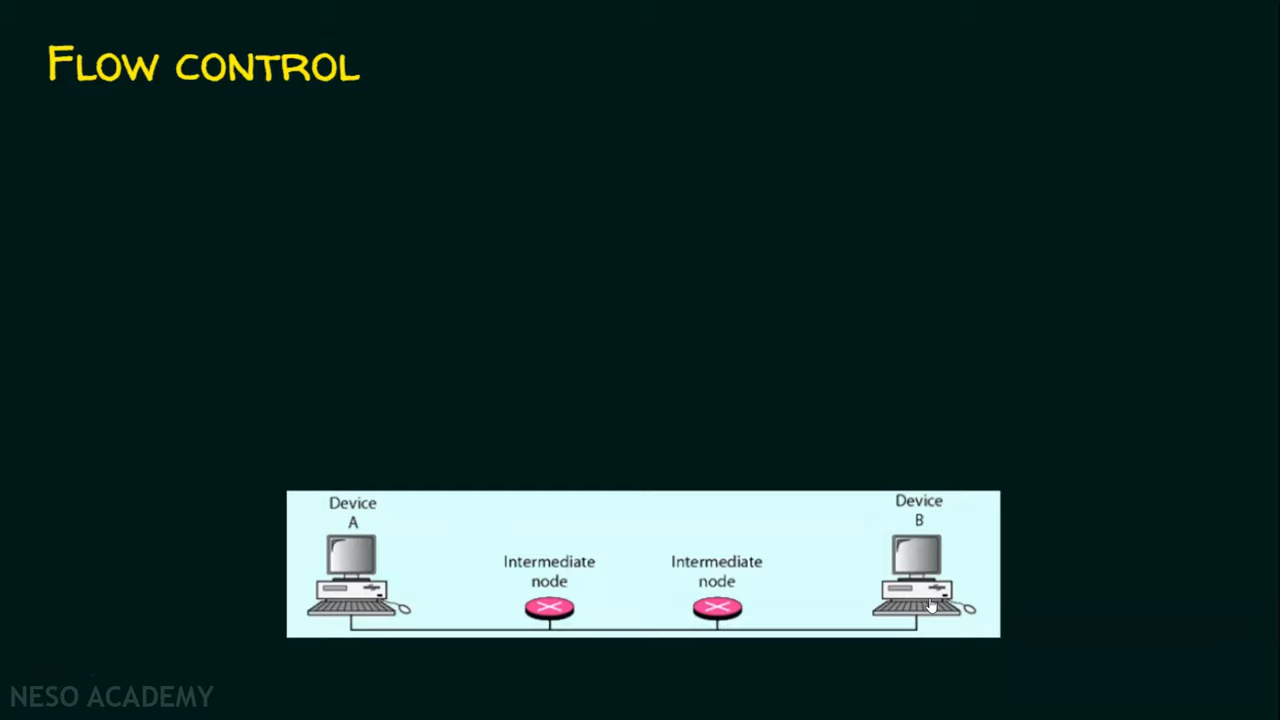 FLOW CONTROL
Device
A
Device
B
Intermediate
node
Intermediate
node
NESO ACADEMY